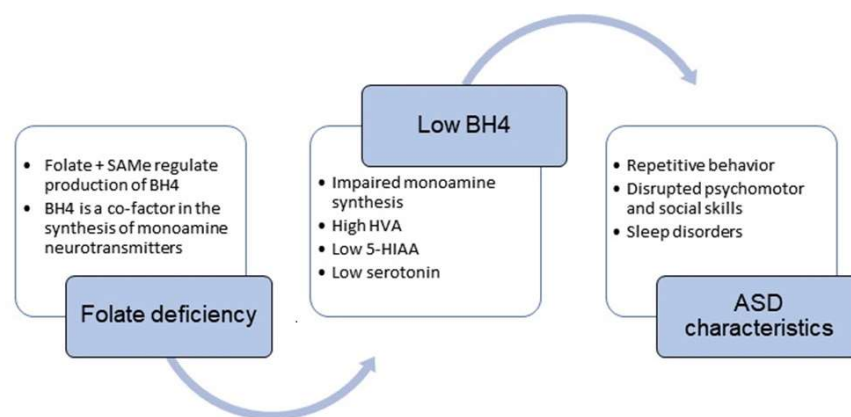 • Folate + SAMe regulate
production of BH4
• BH4 is a co-factor in the
synthesis of monoamine
neurotransmitters
Folate deficiency
Low BH4
• Impaired monoamine
synthesis
• High HVA
• Low 5-HIAA
• Low serotonin
• Repetitive behavior
• Disrupted psychomotor
and social skills
• Sleep disorders
ASD
characteristics